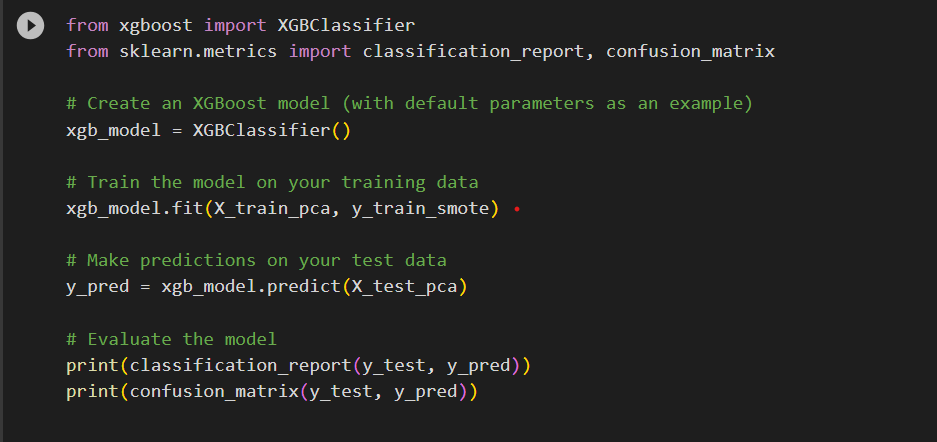 from xgboost import XGBClassifier
from sklearn.metrics import classification_report, confusion_matrix
# Create an XGBoost model (with default parameters as an example)
xgb_model = XGBClassifier()
# Train the model on your training data
xgb_model.fit(X_train_pca, y_train_smote)
# Make predictions on your test data
y_pred = xgb_model.predict(X_test_pca)
# Evaluate the model
print(classification_report(y_test, y_pred))
print(confusion_matrix(y_test, y_pred))